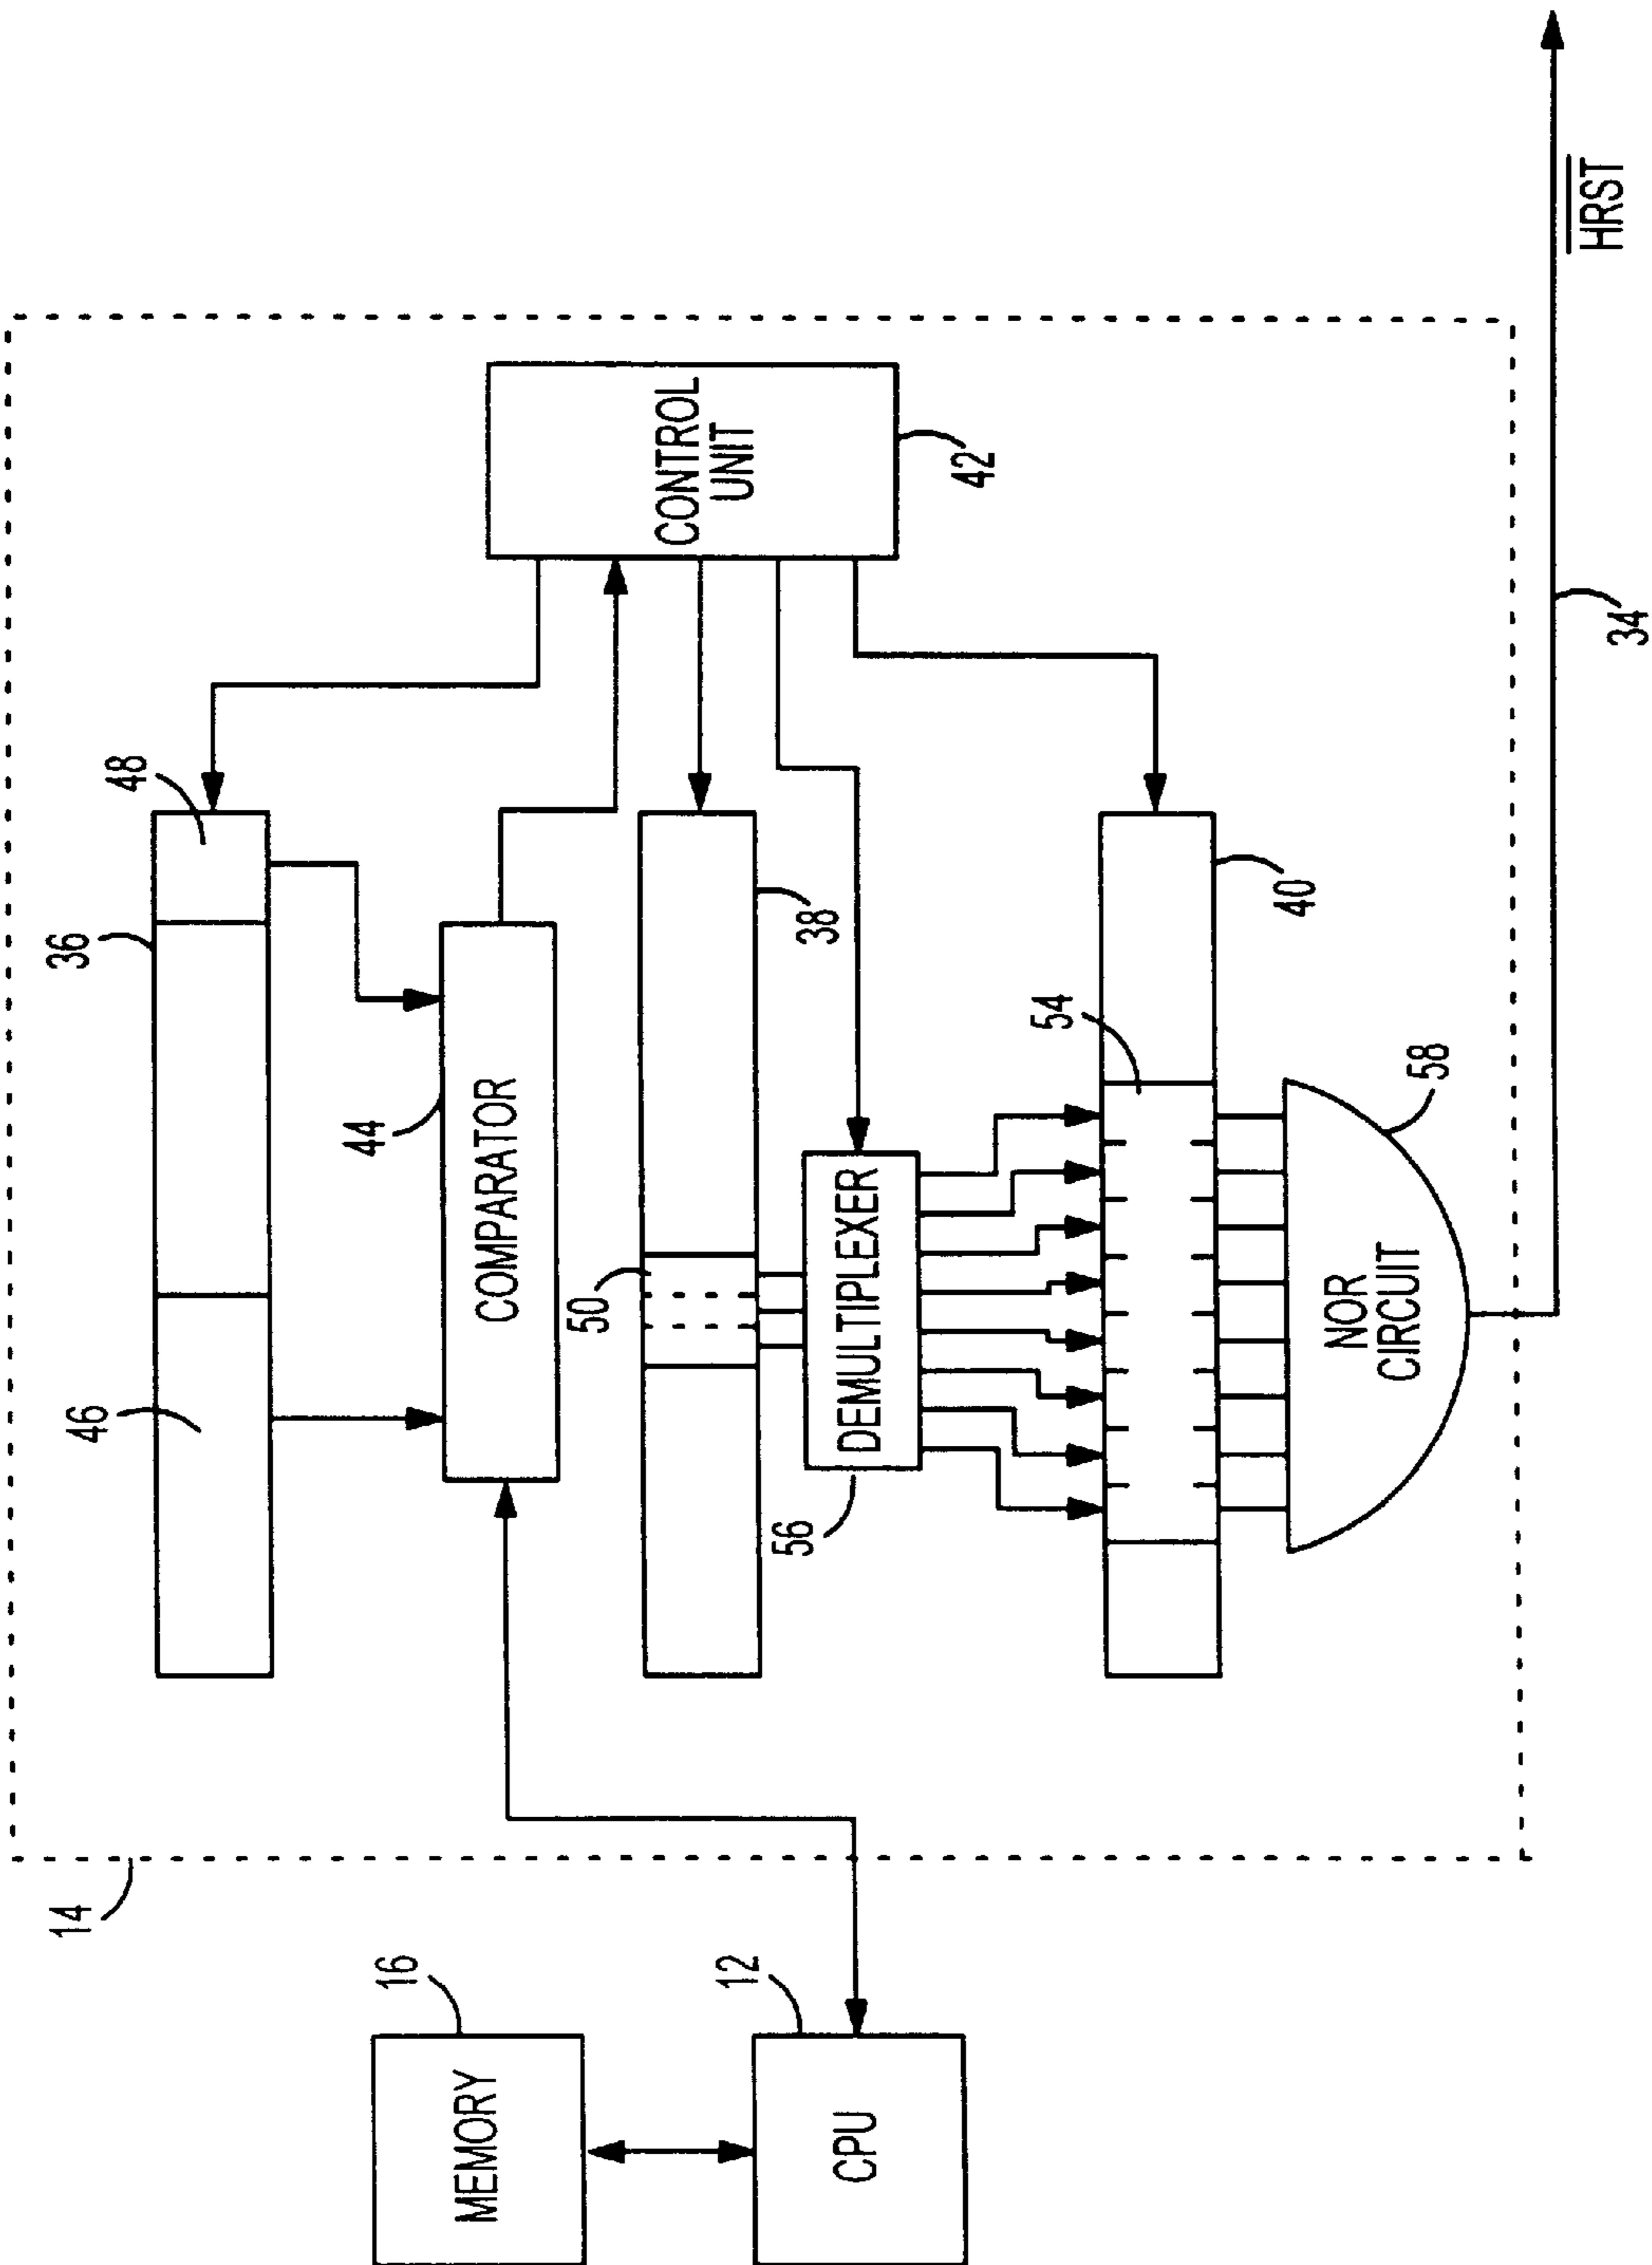 14
46
36
48
16
44
MEMORY
COMPARATOR
50
CONTROL
UNIT
12
56
38
CPU
DEMULTIPLEXER
42
54
40
NOR
CIRCUIT
58
34
HRST